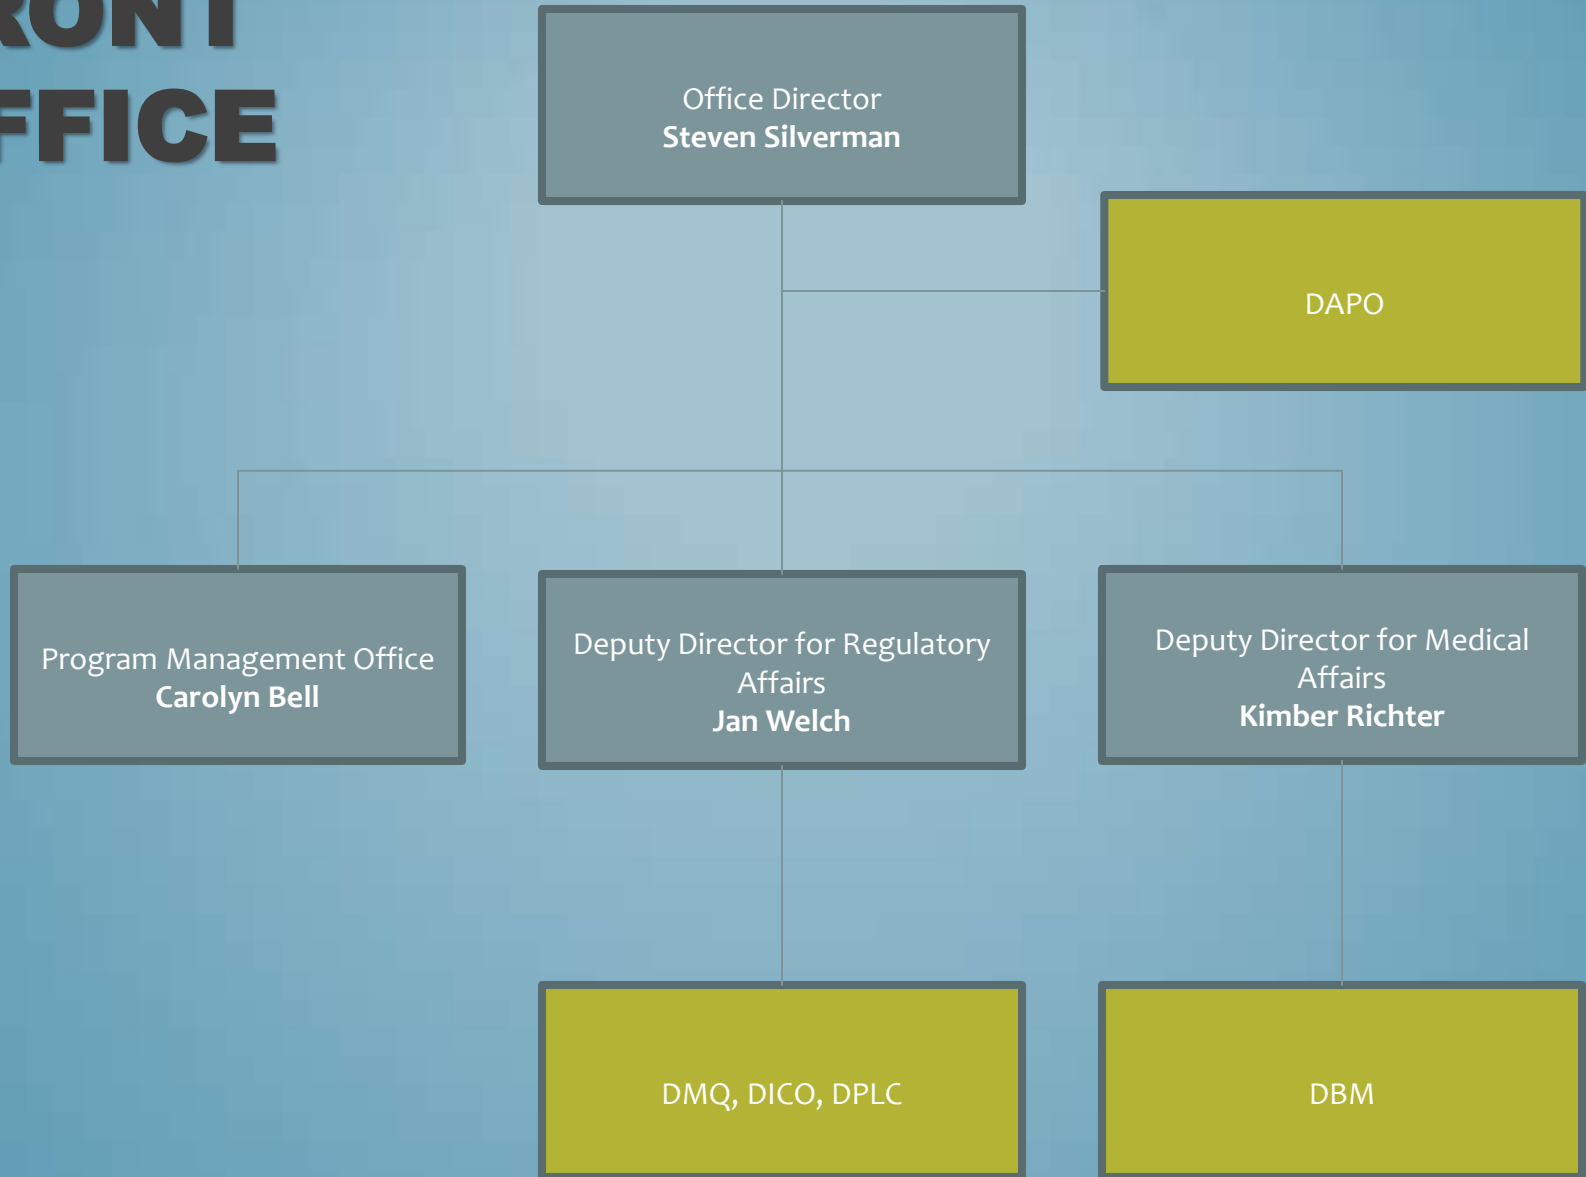 RONT
FFICE
Office Director
Steven Silverman
DAPO
Program Management Office
Carolyn Bell
Deputy Director for Regulatory
Affairs
Jan Welch
Deputy Director for Medical
Affairs
Kimber Richter
DMQ, DICO, DPLC
DBM